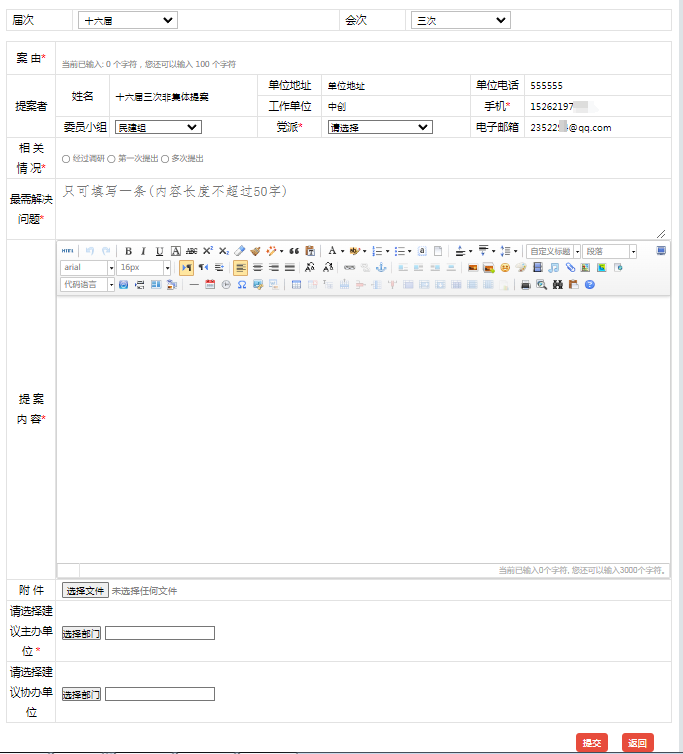 届次 十六届 会次 三次
案 由*
当前已输入: 0 个字符，您还可以输入 100 个字符
提案者 姓名 十六届三次非集体提案 单位地址 单位地址 单位电话 555555
工作单位 中创 手机* 15262197
委员小组 民建组 党派* 请选择 电子邮箱 23522 @qq.com
相 关
情 况*
经过调研 第一次提出 多次提出
最需解决
问题*
只可填写一条(内容长度不超过50字)
HTML B I U A ABC 自定义标题 段落
arial 16px
代码语言
提 案
内 容*
当前已输入0个字符, 您还可以输入3000个字符。
附 件 选择文件 未选择任何文件
请选择建
议主办单
位 *
选择部门
请选择建
议协办单
位
选择部门
提交 返回